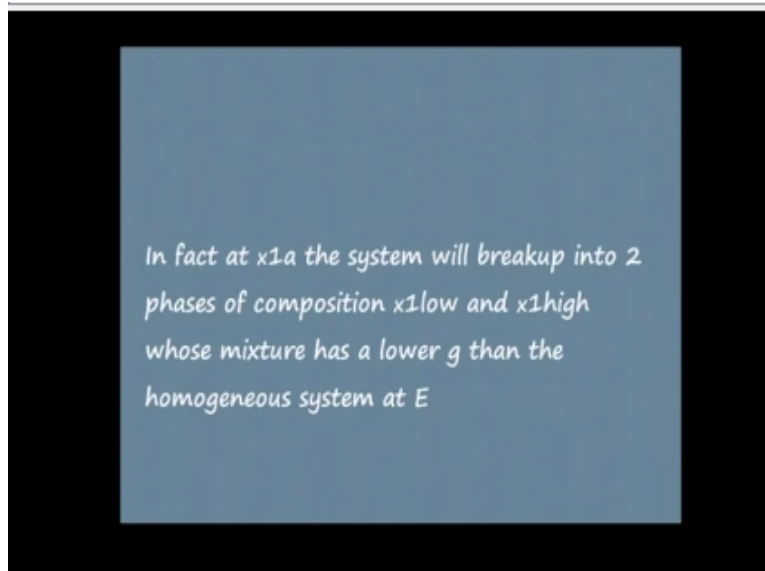 In fact at x1a the system will breakup into 2
phases of composition x1low and x1high
whose mixture has a lower g than the
homogeneous system at E